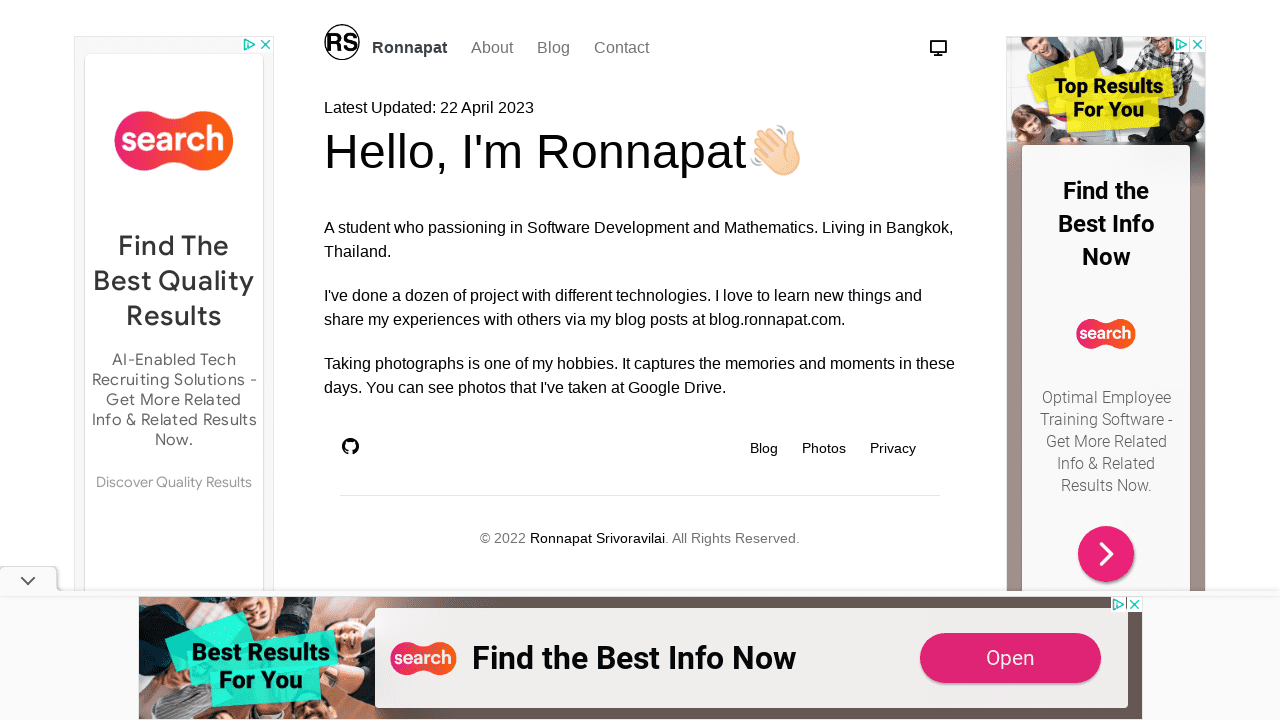 RS Ronnapat About Blog Contact
Latest Updated: 22 April 2023
Hello, I'm Ronnapat👋🏻
A student who passioning in Software Development and Mathematics. Living in Bangkok,
Thailand.
I've done a dozen of project with different technologies. I love to learn new things and
share my experiences with others via my blog posts at blog.ronnapat.com.
Taking photographs is one of my hobbies. It captures the memories and moments in these
days. You can see photos that I've taken at Google Drive.
Blog Photos Privacy
© 2022 Ronnapat Srivoravilai. All Rights Reserved.
search
Find The
Best Quality
Results
AI-Enabled Tech
Recruiting Solutions -
Get More Related
Info & Related Results
Now.
Discover Quality Results
Top Results
For You
Find the
Best Info
Now
search
Optimal Employee
Training Software -
Get More Related
Info & Related
Results Now.
Best Results
For You
search
Find the Best Info Now
Open